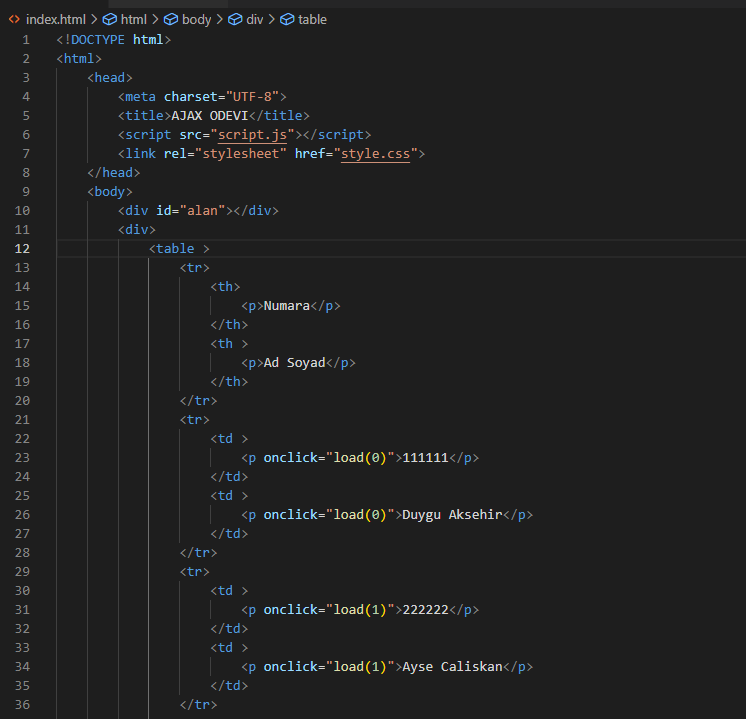 index.html > html > body > div > table
1 <!DOCTYPE html>
2 <html>
3 <head>
4 <meta charset="UTF-8">
5 <title>AJAX ODEVI</title>
6 <script src="script.js"></script>
7 <link rel="stylesheet" href="style.css">
8 </head>
9 <body>
10 <div id="alan"></div>
11 <div>
12 <table >
13 <tr>
14 <th>
15 <p>Numara</p>
16 </th>
17 <th >
18 <p>Ad Soyad</p>
19 </th>
20 </tr>
21 <tr>
22 <td >
23 <p onclick="load(0)">111111</p>
24 </td>
25 <td >
26 <p onclick="load(0)">Duygu Aksehir</p>
27 </td>
28 </tr>
29 <tr>
30 <td >
31 <p onclick="load(1)">222222</p>
32 </td>
33 <td >
34 <p onclick="load(1)">Ayse Caliskan</p>
35 </td>
36 </tr>